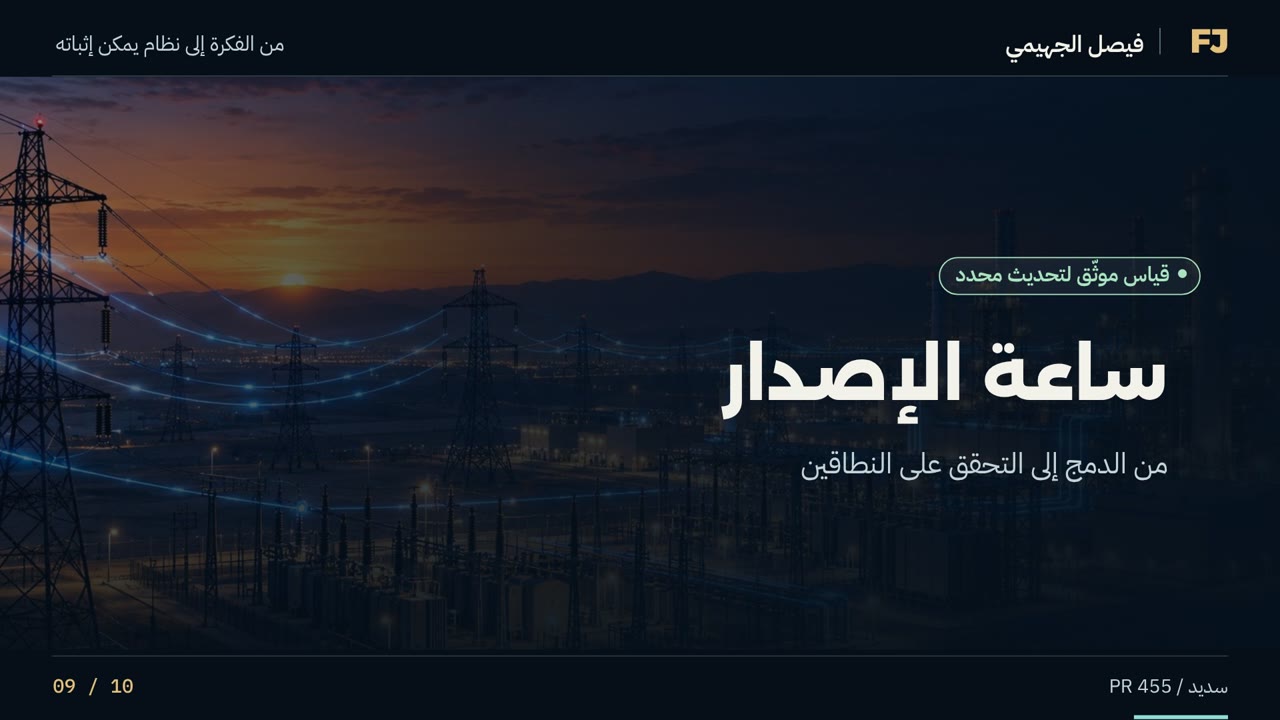 FJ | فيصل الجهيمي
من الفكرة إلى نظام يمكن إثباته
• قياس موثّق لتحديث محدد
ساعة الإصدار
من الدمج إلى التحقق على النطاقين
سديد / PR 455
09 / 10